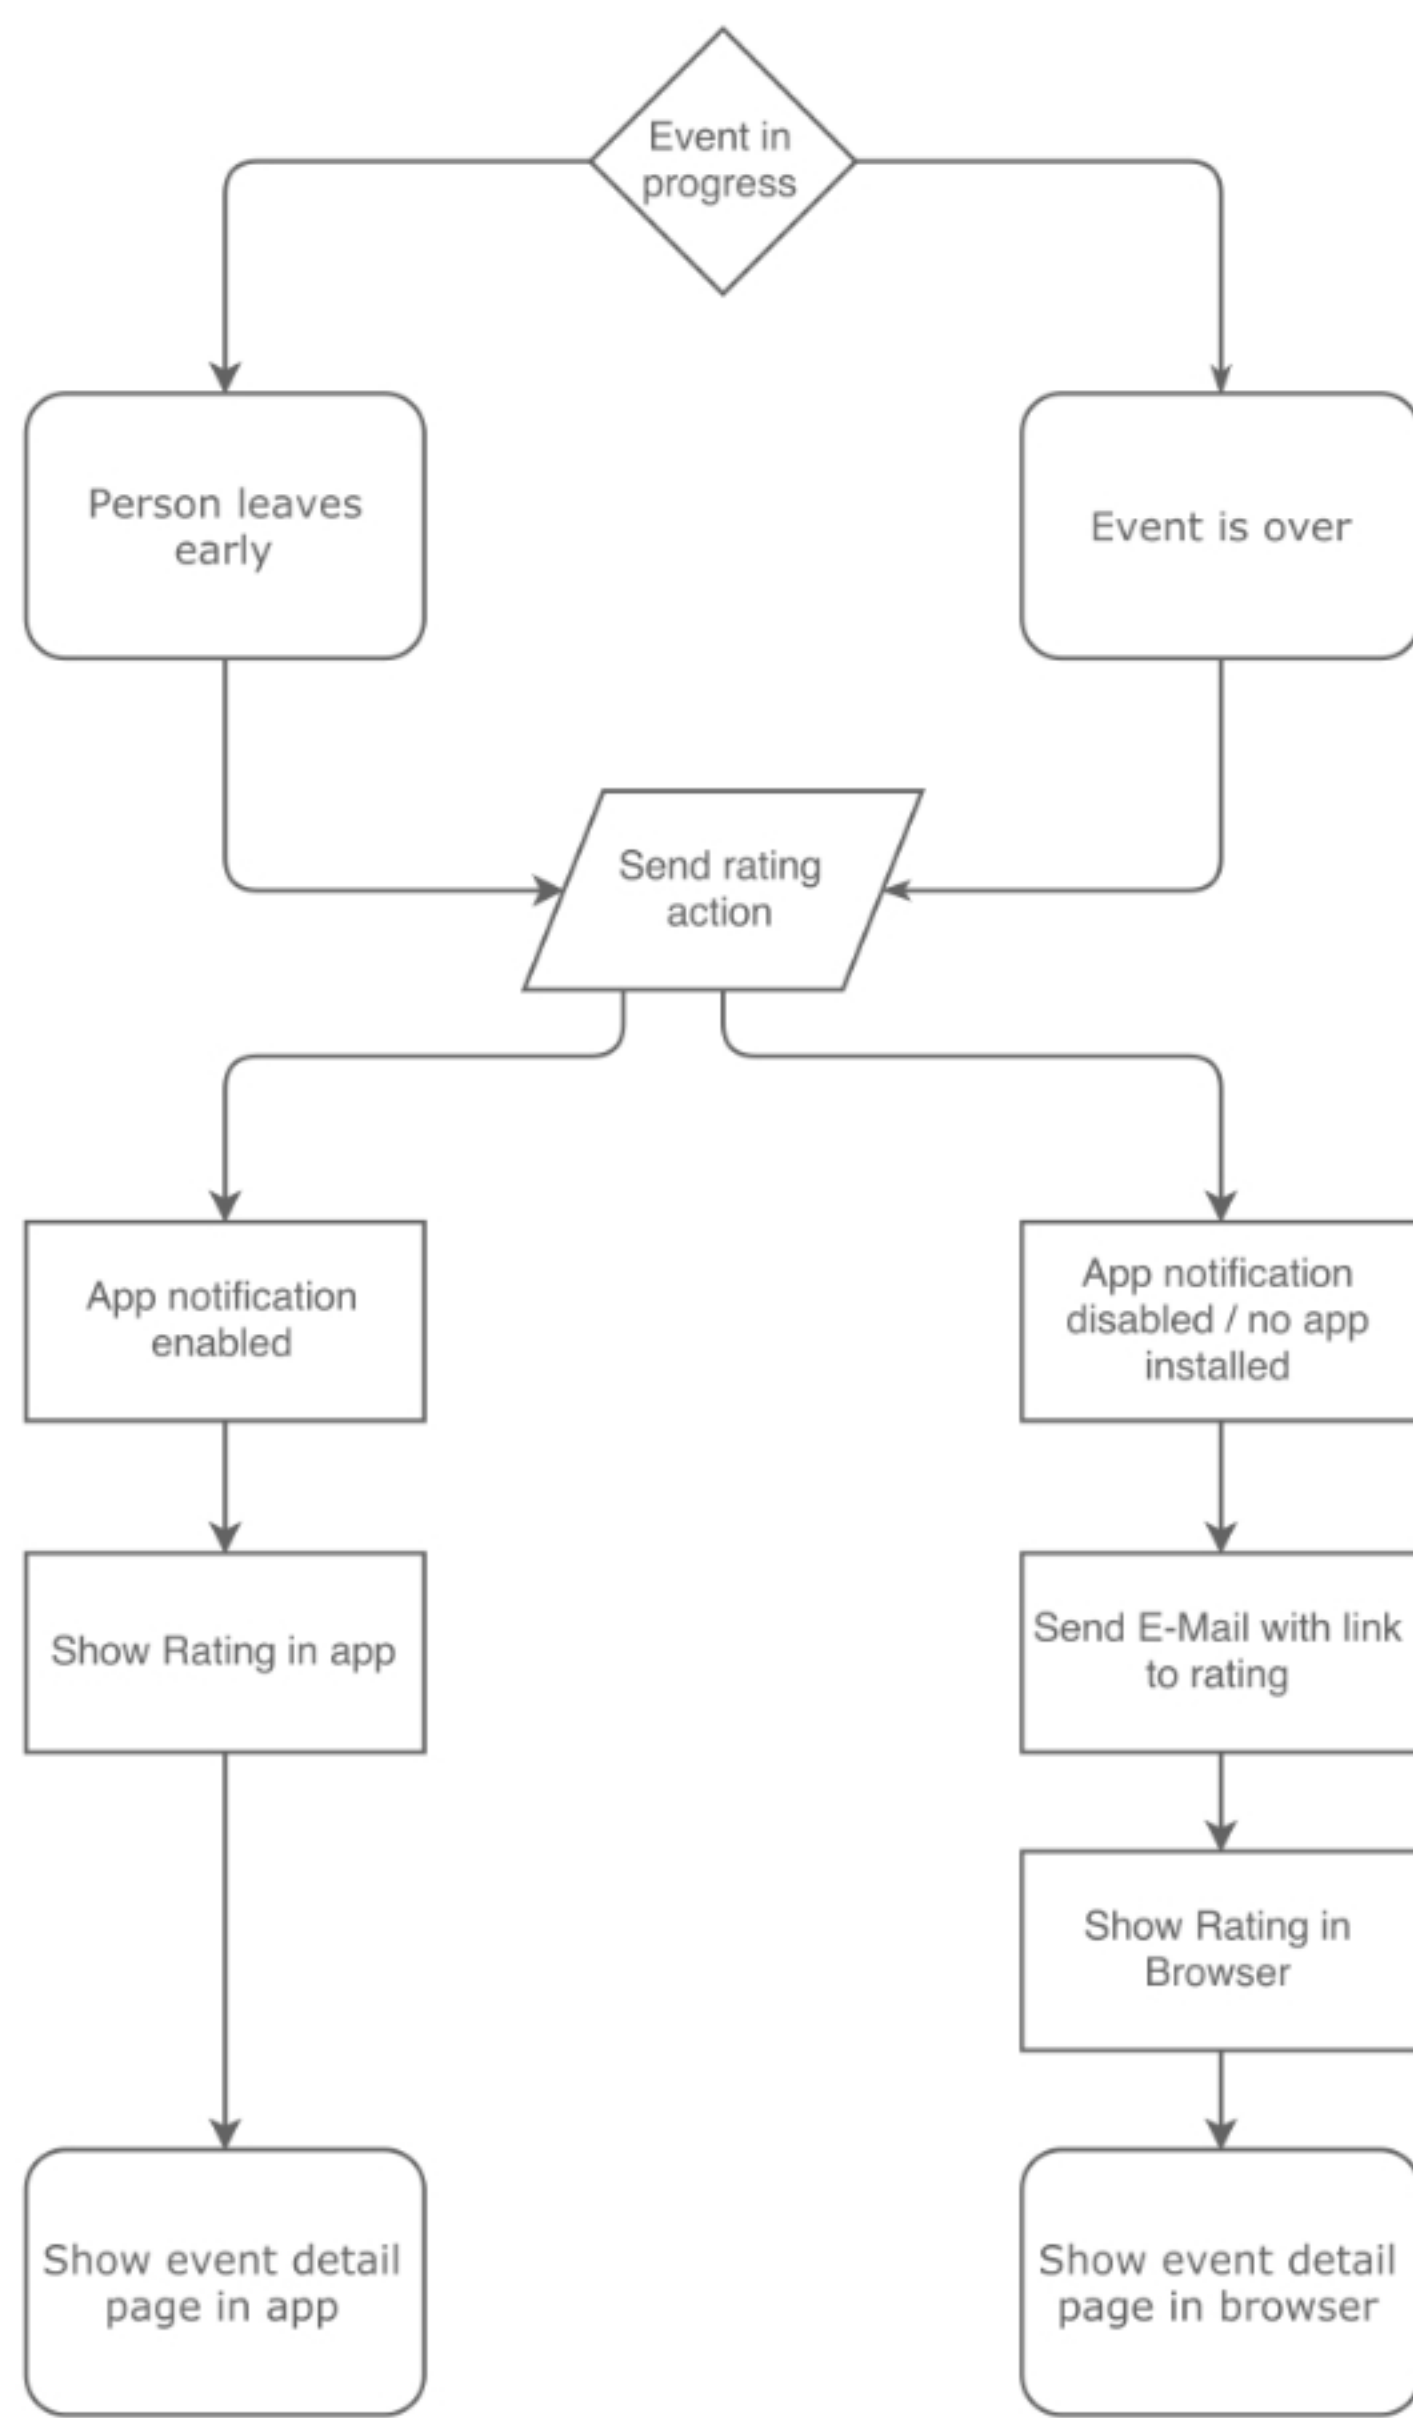 Event in
progress
Person leaves
early
Event is over
Send rating
action
App notification
enabled
App notification
disabled / no app
installed
Show Rating in app
Send E-Mail with link
to rating
Show Rating in
Browser
Show event detail
page in app
Show event detail
page in browser